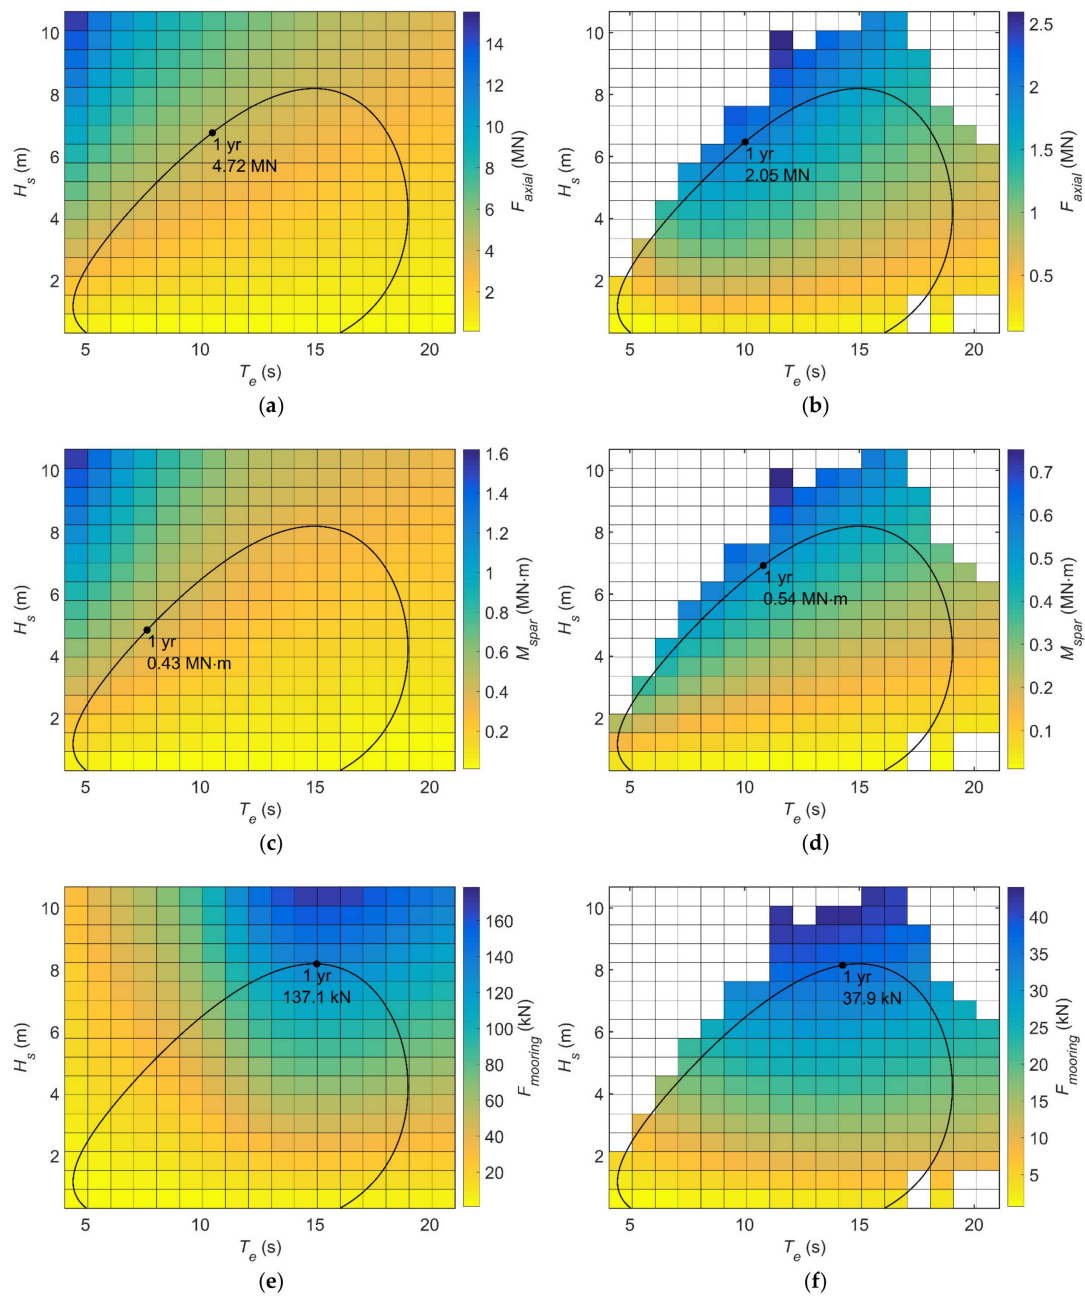 10
8
6
4
2
H_s (m)
5
10
15
20
T_e (s)
1 yr
4.72 MN
14
12
10
8
6
4
2
F_axial (MN)
(a)
10
8
6
4
2
H_s (m)
5
10
15
20
T_e (s)
1 yr
2.05 MN
2.5
2
1.5
1
0.5
F_axial (MN)
(b)
10
8
6
4
2
H_s (m)
5
10
15
20
T_e (s)
1 yr
0.43 MN·m
1.6
1.4
1.2
1
0.8
0.6
0.4
0.2
M_spar (MN·m)
(c)
10
8
6
4
2
H_s (m)
5
10
15
20
T_e (s)
1 yr
0.54 MN·m
0.7
0.6
0.5
0.4
0.3
0.2
0.1
M_spar (MN·m)
(d)
10
8
6
4
2
H_s (m)
5
10
15
20
T_e (s)
1 yr
137.1 kN
160
140
120
100
80
60
40
20
F_mooring (kN)
(e)
10
8
6
4
2
H_s (m)
5
10
15
20
T_e (s)
1 yr
37.9 kN
40
35
30
25
20
15
10
5
F_mooring (kN)
(f)